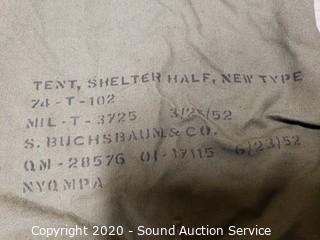 TENT, SHELTER HALF, NEW TYPE
74-T-102
MIL-T-3725 3/25/52
S. BUCHSBAUM & CO.
QM-28576 OI-17115 6/23/52
NYQMPA
Copyright 2020 - Sound Auction Service